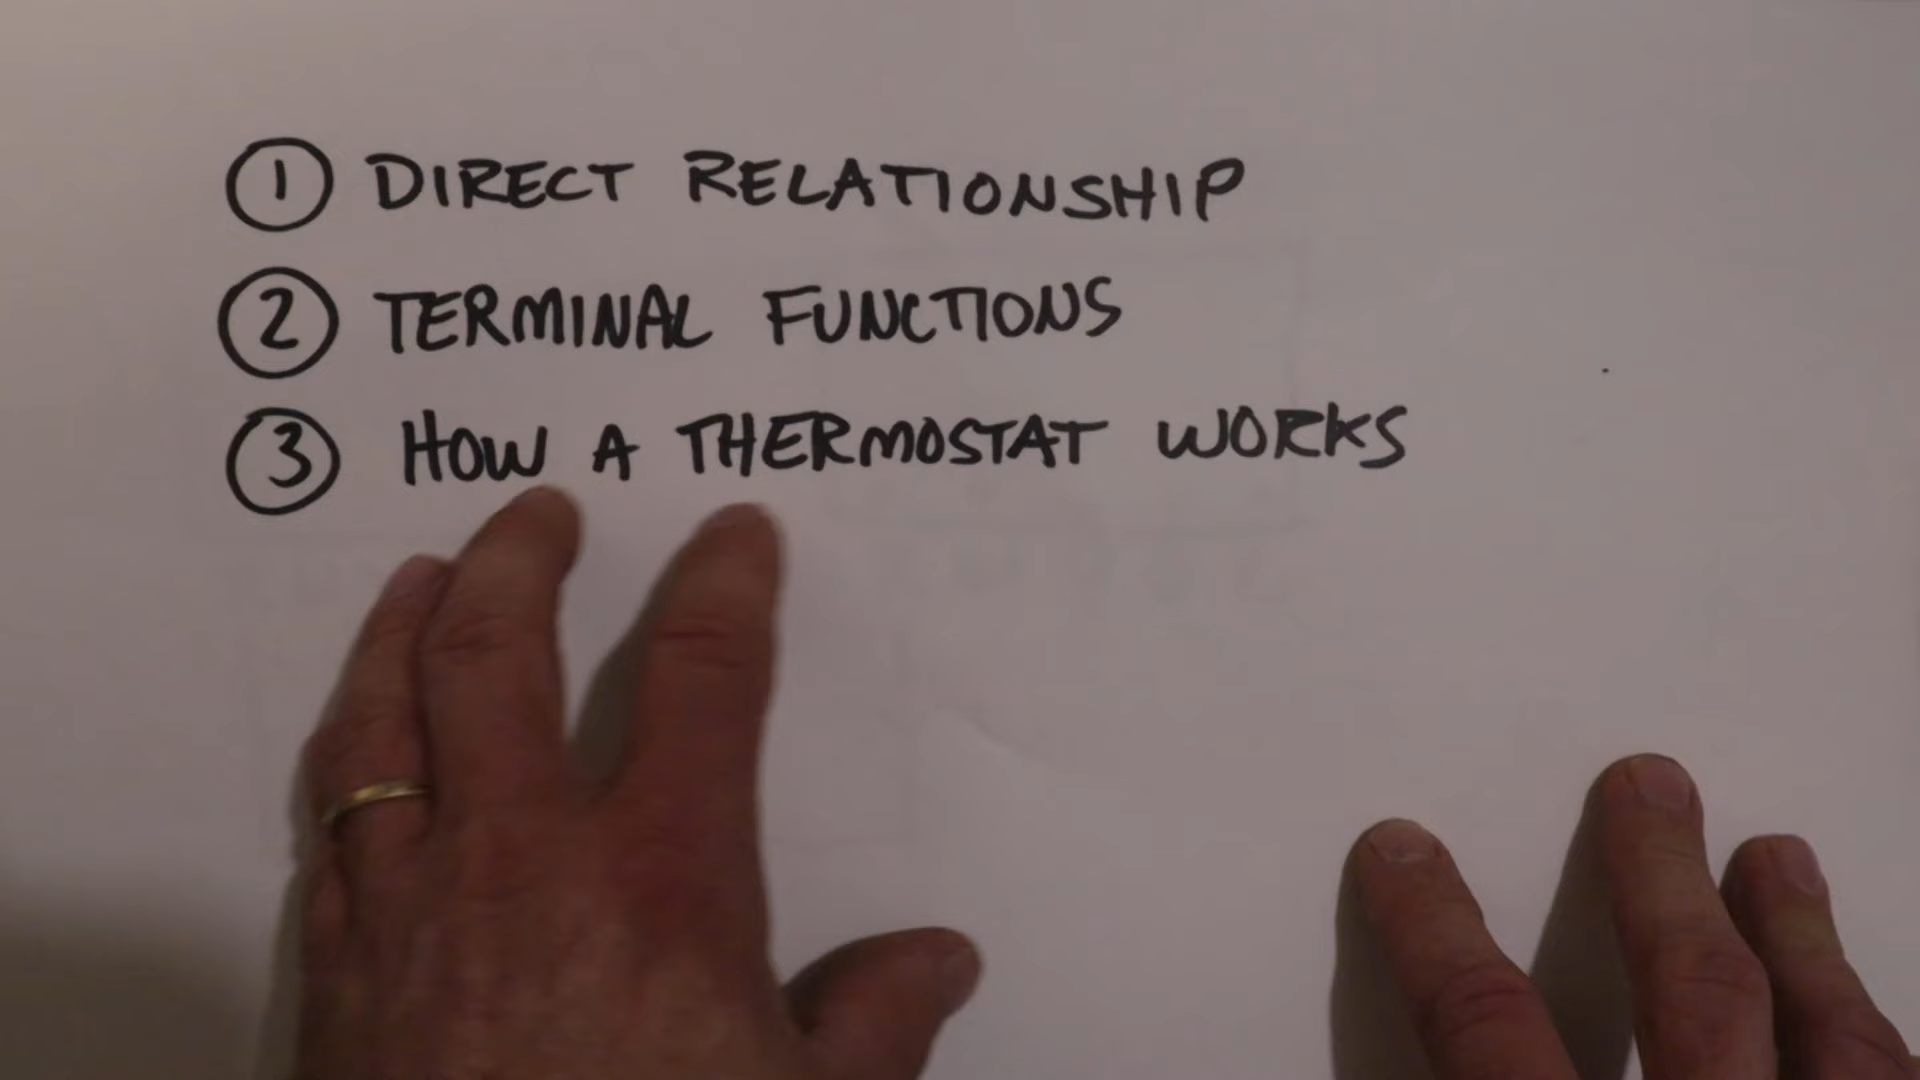 1 DIRECT RELATIONSHIP
2 TERMINAL FUNCTIONS
3 HOW A THERMOSTAT WORKS